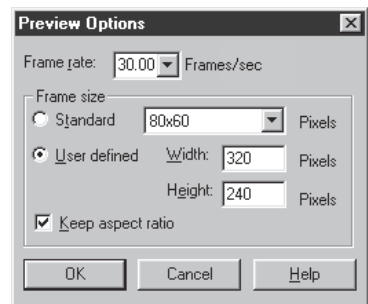 Preview Options
Frame rate: 30.00 Frames/sec
Frame size
Standard 80x60 Pixels
User defined Width: 320 Pixels
Height: 240 Pixels
Keep aspect ratio
OK Cancel Help